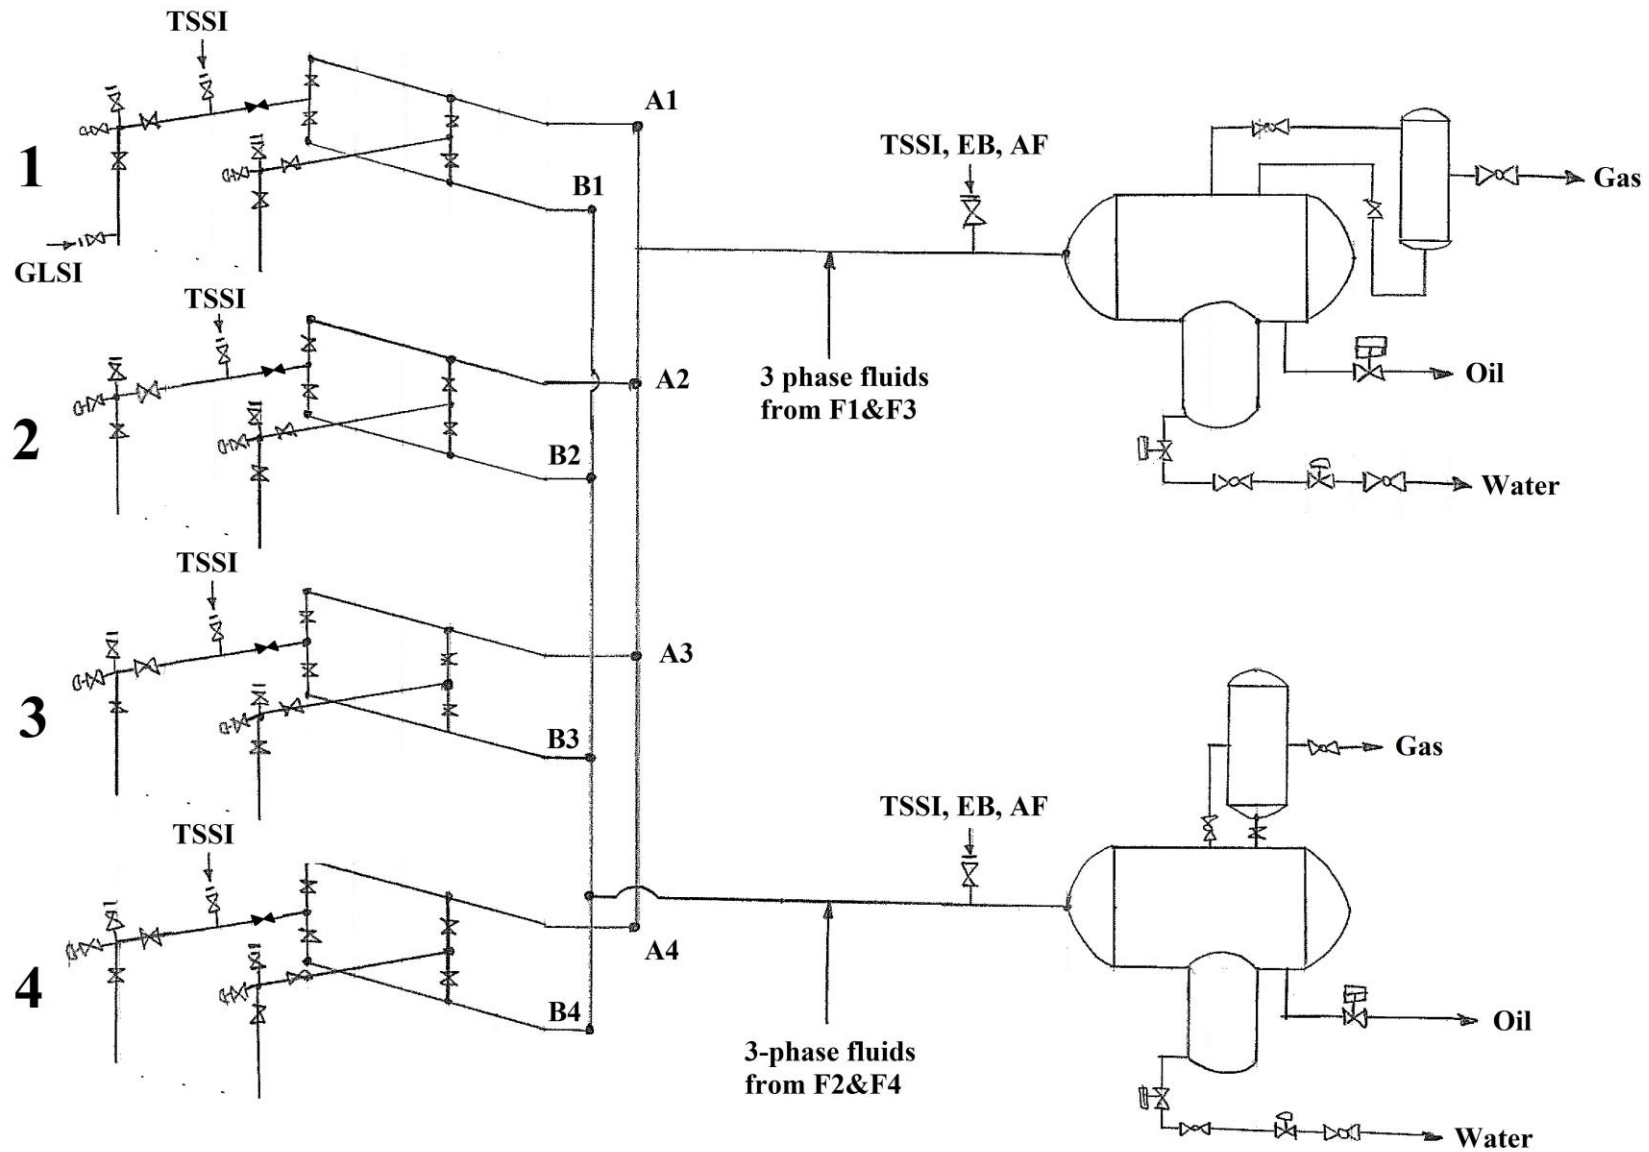 TSSI
A1
1
TSSI, EB, AF
Gas
B1
GLSI
TSSI
3 phase fluids
from F1&F3
A2
Oil
2
B2
Water
TSSI
A3
3
B3
Gas
TSSI
TSSI, EB, AF
A4
4
B4
3-phase fluids
from F2&F4
Oil
Water